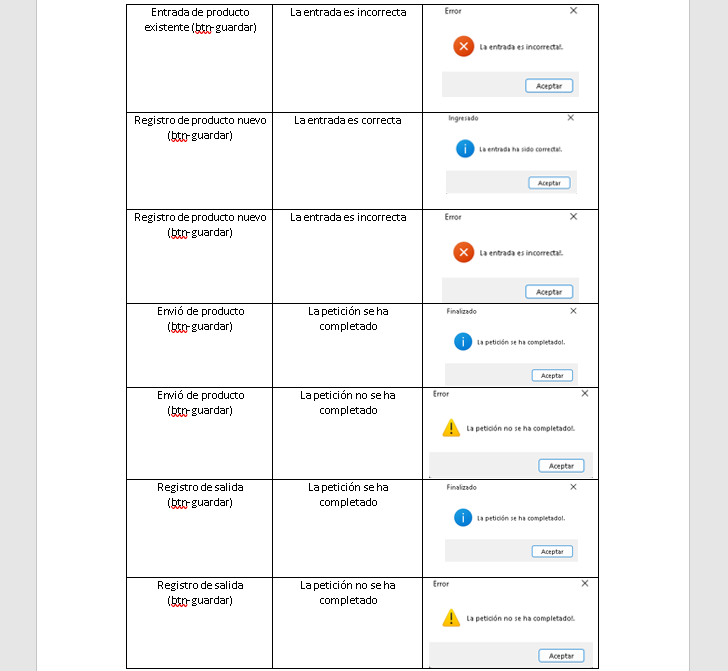 Entrada de producto
existente (btn-guardar)
La entrada es incorrecta
Error
La entrada es incorrecta!.
Aceptar
Registro de producto nuevo
(btn-guardar)
La entrada es correcta
Ingresado
La entrada ha sido correcta!.
Aceptar
Registro de producto nuevo
(btn-guardar)
La entrada es incorrecta
Error
La entrada es incorrecta!.
Aceptar
Envió de producto
(btn-guardar)
La petición se ha
completado
Finalizado
La petición se ha completado!.
Aceptar
Envió de producto
(btn-guardar)
La petición no se ha
completado
Error
La petición no se ha completado!.
Aceptar
Registro de salida
(btn-guardar)
La petición se ha
completado
Finalizado
La petición se ha completado!.
Aceptar
Registro de salida
(btn-guardar)
La petición no se ha
completado
Error
La petición no se ha completado!.
Aceptar